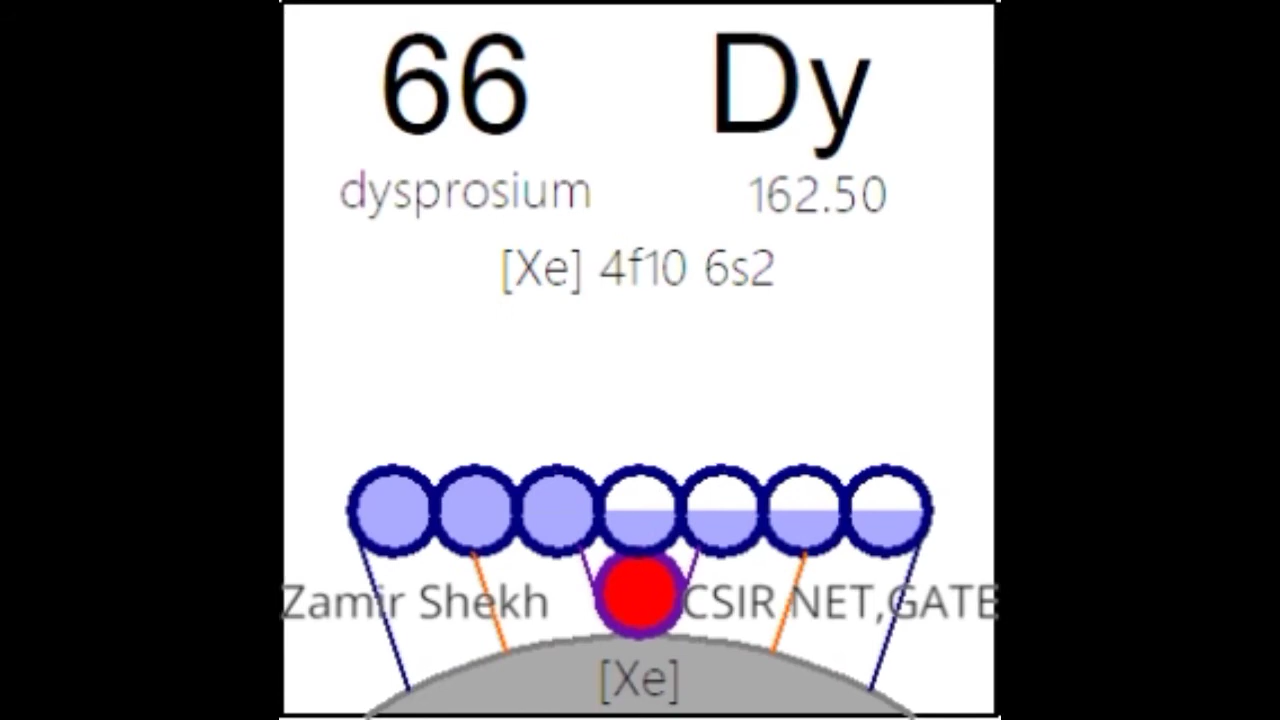 66 Dy
dysprosium 162.50
[Xe] 4f10 6s2
Zamir Shekh CSIR NET,GATE
[Xe]